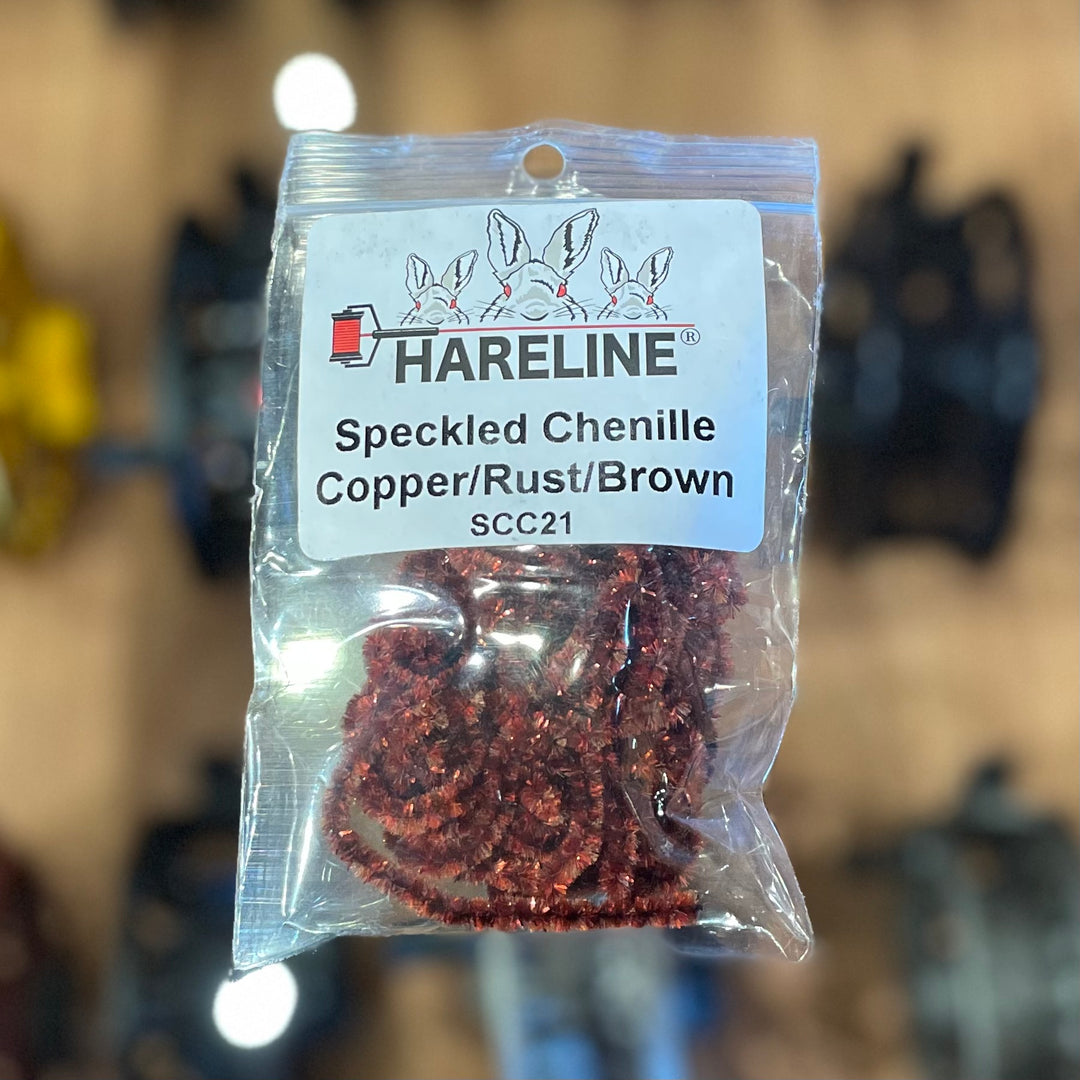 HARELINE®
Speckled Chenille
Copper/Rust/Brown
SCC21